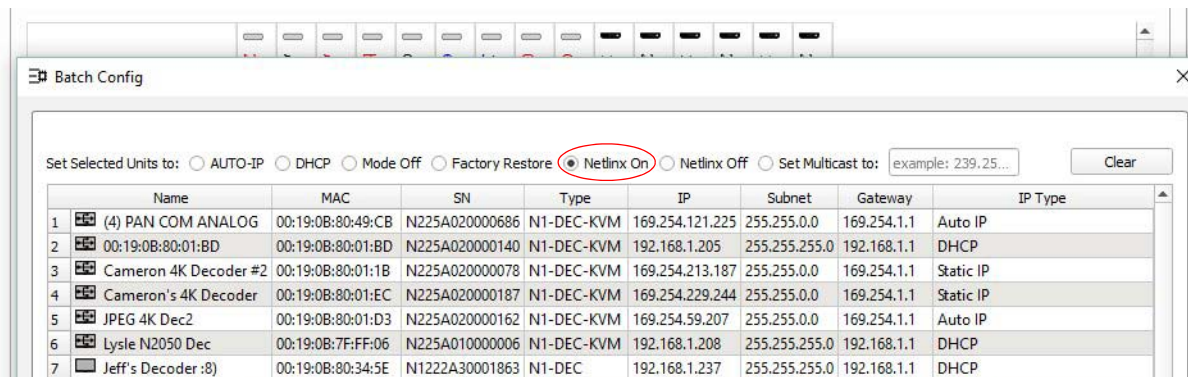 Batch Config
Set Selected Units to: AUTO-IP DHCP Mode Off Factory Restore Netlinx On Netlinx Off Set Multicast to: example: 239.25... Clear
Name MAC SN Type IP Subnet Gateway IP Type
1 (4) PAN COM ANALOG 00:19:0B:80:49:CB N225A020000686 N1-DEC-KVM 169.254.121.225 255.255.0.0 169.254.1.1 Auto IP
2 00:19:0B:80:01:BD 00:19:0B:80:01:BD N225A020000140 N1-DEC-KVM 192.168.1.205 255.255.255.0 192.168.1.1 DHCP
3 Cameron 4K Decoder #2 00:19:0B:80:01:1B N225A020000078 N1-DEC-KVM 169.254.213.187 255.255.0.0 169.254.1.1 Static IP
4 Cameron's 4K Decoder 00:19:0B:80:01:EC N225A020000187 N1-DEC-KVM 169.254.229.244 255.255.0.0 169.254.1.1 Static IP
5 JPEG 4K Dec2 00:19:0B:80:01:D3 N225A020000162 N1-DEC-KVM 169.254.59.207 255.255.0.0 169.254.1.1 Auto IP
6 Lysle N2050 Dec 00:19:0B:7F:FF:06 N225A010000006 N1-DEC-KVM 192.168.1.208 255.255.255.0 192.168.1.1 DHCP
7 Jeff's Decoder :8) 00:19:0B:80:34:5E N1222A30001863 N1-DEC 192.168.1.237 255.255.255.0 192.168.1.1 DHCP